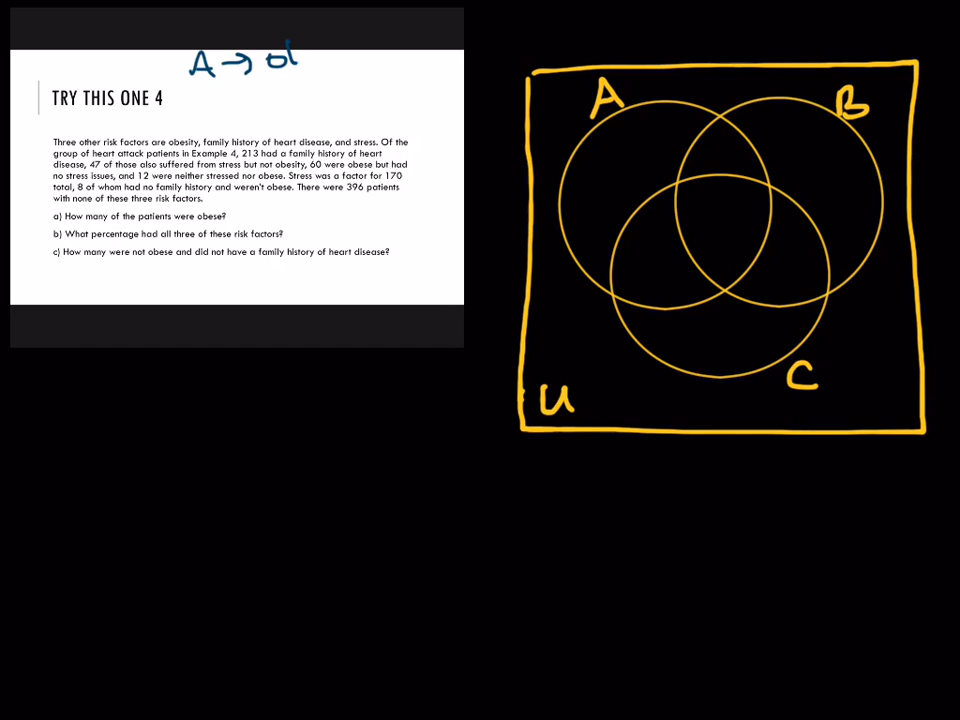 A → ol
TRY THIS ONE 4
Three other risk factors are obesity, family history of heart disease, and stress. Of the
group of heart attack patients in Example 4, 213 had a family history of heart
disease, 47 of those also suffered from stress but not obesity, 60 were obese but had
no stress issues, and 12 were neither stressed nor obese. Stress was a factor for 170
total, 8 of whom had no family history and weren't obese. There were 396 patients
with none of these three risk factors.
a) How many of the patients were obese?
b) What percentage had all three of these risk factors?
c) How many were not obese and did not have a family history of heart disease?
A
B
C
U